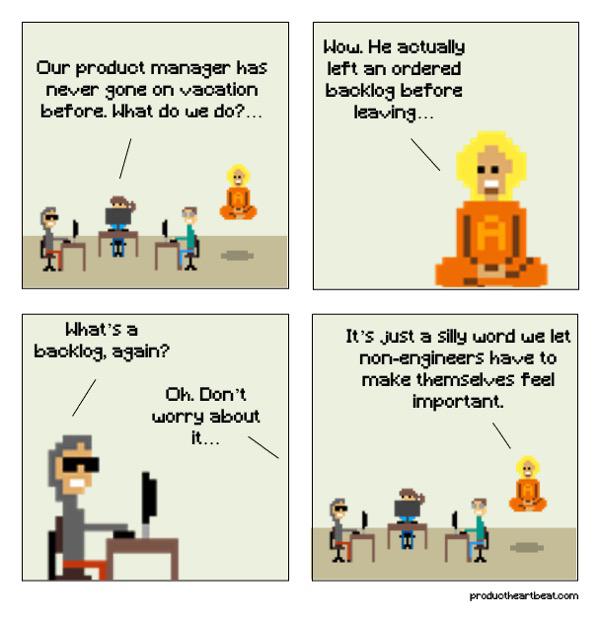 Our product manager has
never gone on vacation
before. What do we do?...
Wow. He actually
left an ordered
backlog before
leaving...
What's a
backlog, again?
Oh. Don't
worry about
it...
It's just a silly word we let
non-engineers have to
make themselves feel
important.
productheartbeat.com